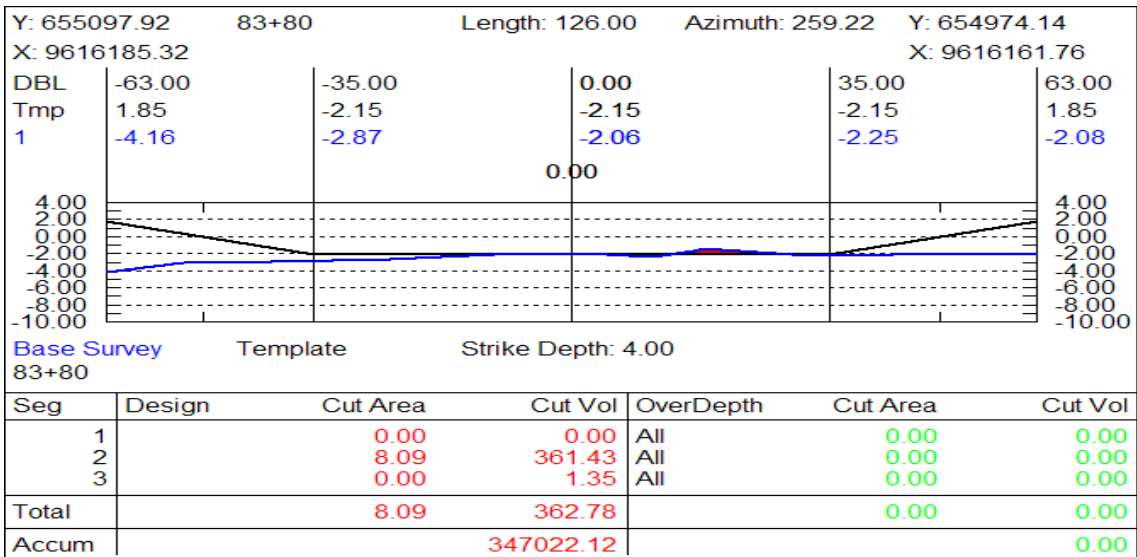 Y: 655097.92 83+80 Length: 126.00 Azimuth: 259.22 Y: 654974.14
X: 9616185.32 X: 9616161.76
DBL -63.00 -35.00 0.00 35.00 63.00
Tmp 1.85 -2.15 -2.15 -2.15 1.85
1 -4.16 -2.87 -2.06 -2.25 -2.08
0.00
4.00 4.00
2.00 2.00
0.00 0.00
-2.00 -2.00
-4.00 -4.00
-6.00 -6.00
-8.00 -8.00
-10.00 -10.00
Base Survey Template Strike Depth: 4.00
83+80
Seg Design Cut Area Cut Vol OverDepth Cut Area Cut Vol
1 0.00 0.00 All 0.00 0.00
2 8.09 361.43 All 0.00 0.00
3 0.00 1.35 All 0.00 0.00
Total 8.09 362.78 0.00 0.00
Accum 347022.12 0.00